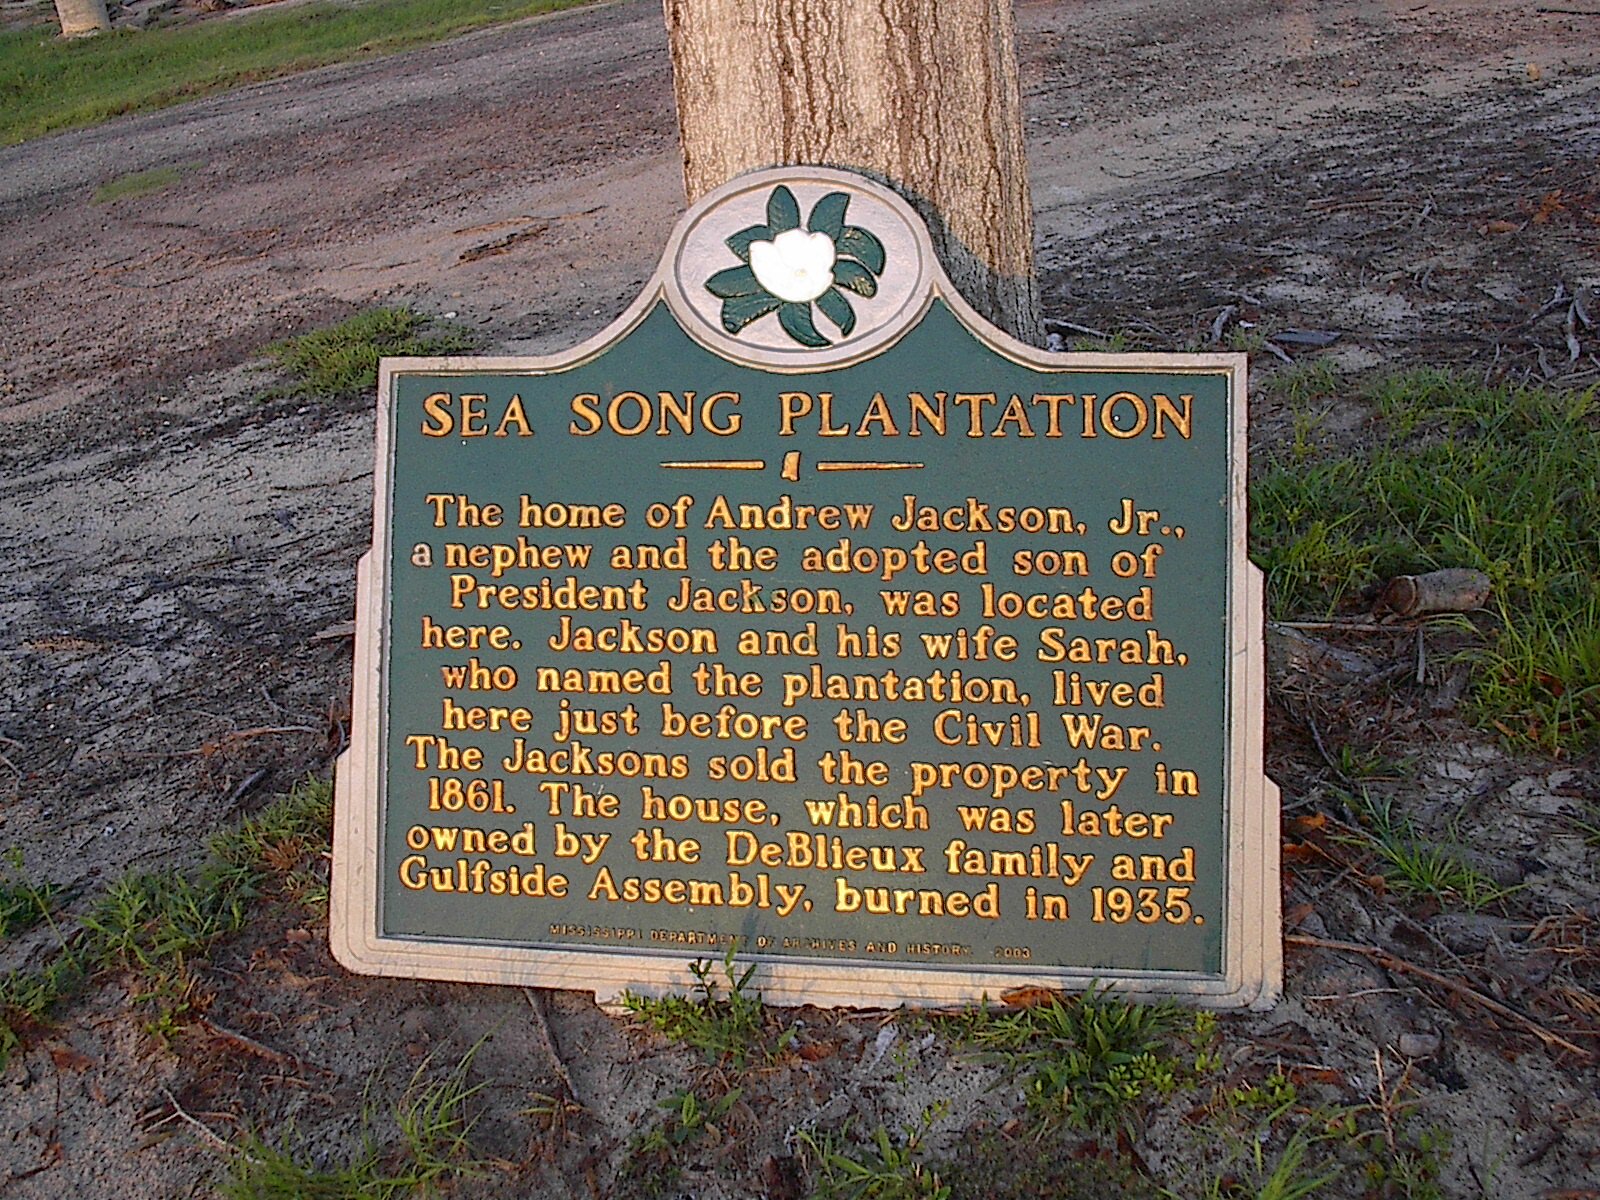 SEA SONG PLANTATION
The home of Andrew Jackson, Jr.,
a nephew and the adopted son of
President Jackson, was located
here. Jackson and his wife Sarah,
who named the plantation, lived
here just before the Civil War.
The Jacksons sold the property in
1861. The house, which was later
owned by the DeBlieux family and
Gulfside Assembly, burned in 1935.
MISSISSIPPI DEPARTMENT OF ARCHIVES AND HISTORY. 2003